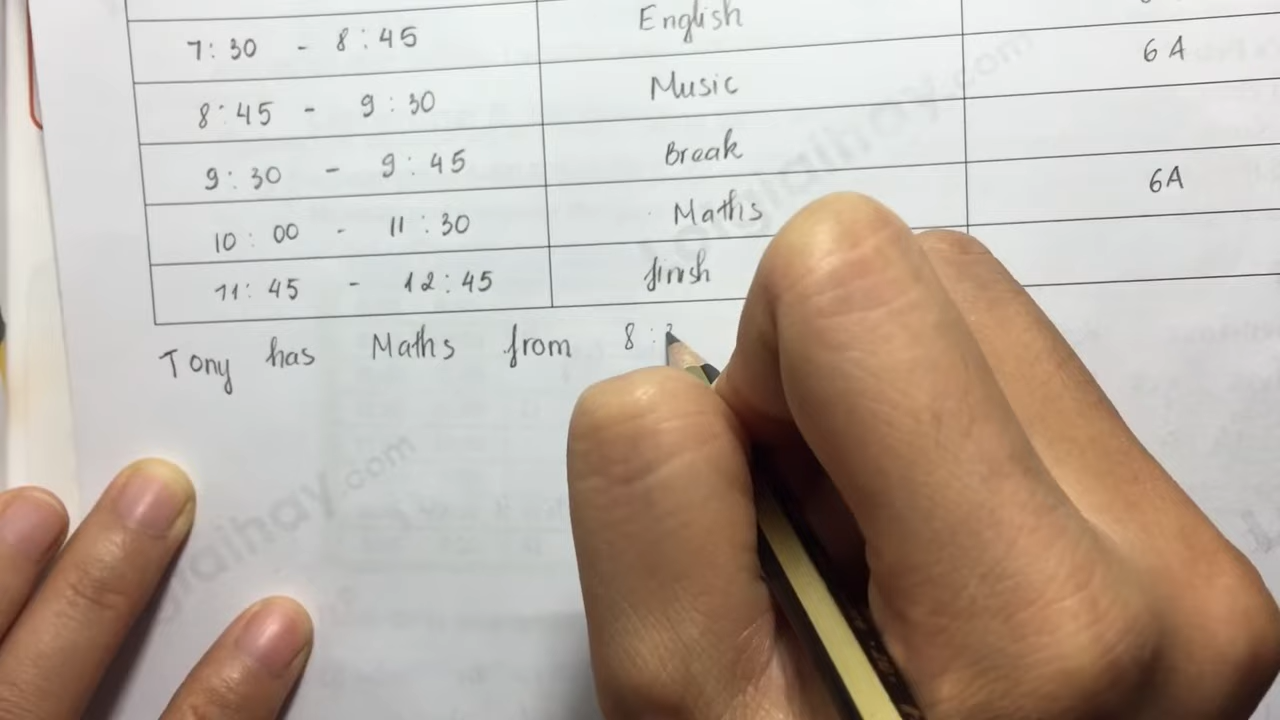 7:30 - 8:45 English
8:45 - 9:30 Music 6A
9:30 - 9:45 Break
10:00 - 11:30 Maths 6A
11:45 - 12:45 finish
Tony has Maths from 8: